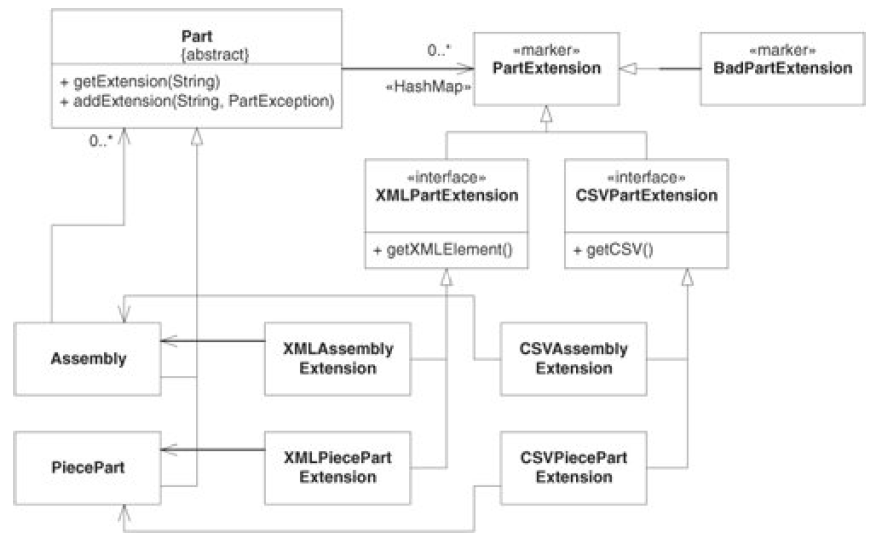 Part
{abstract}
+ getExtension(String)
+ addExtension(String, PartException)
0..*
«HashMap»
«marker»
PartExtension
«marker»
BadPartExtension
0..*
«interface»
XMLPartExtension
+ getXMLElement()
«interface»
CSVPartExtension
+ getCSV()
Assembly
XMLAssembly
Extension
CSVAssembly
Extension
PiecePart
XMLPiecePart
Extension
CSVPiecePart
Extension